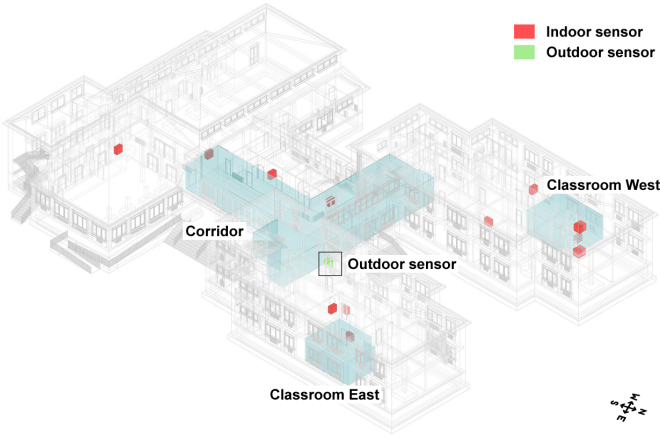 Indoor sensor
Outdoor sensor
Classroom West
Corridor
Outdoor sensor
Classroom East
W
S N
E